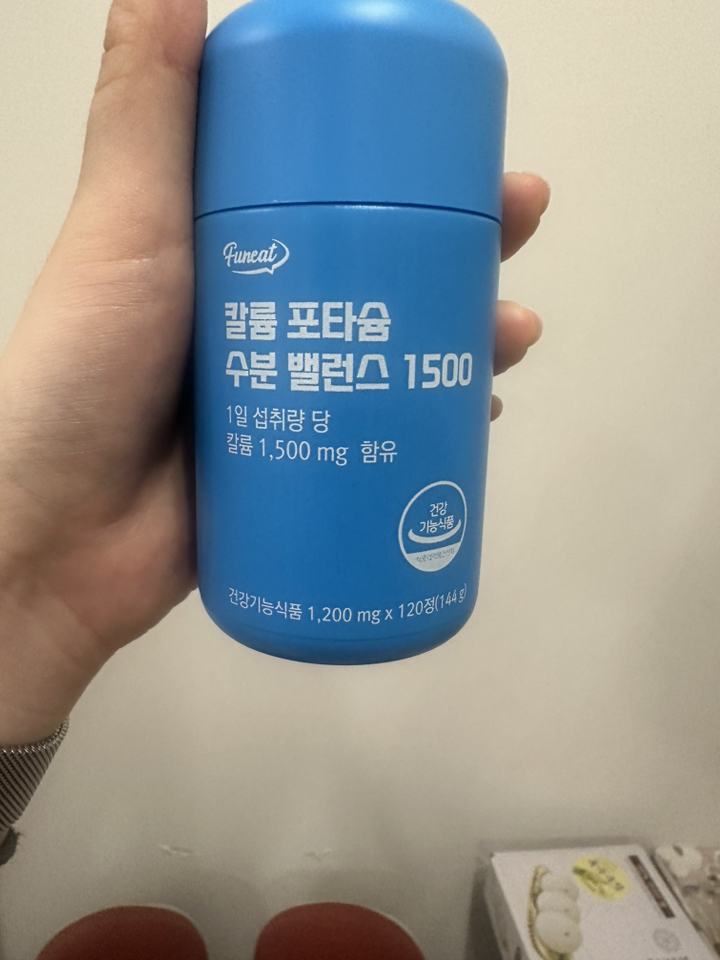 Funeat
칼륨 포타슘
수분 밸런스 1500
1일 섭취량 당
칼륨 1,500 mg 함유
건강
기능식품
건강기능식품 1,200 mg x 120정(144 g)